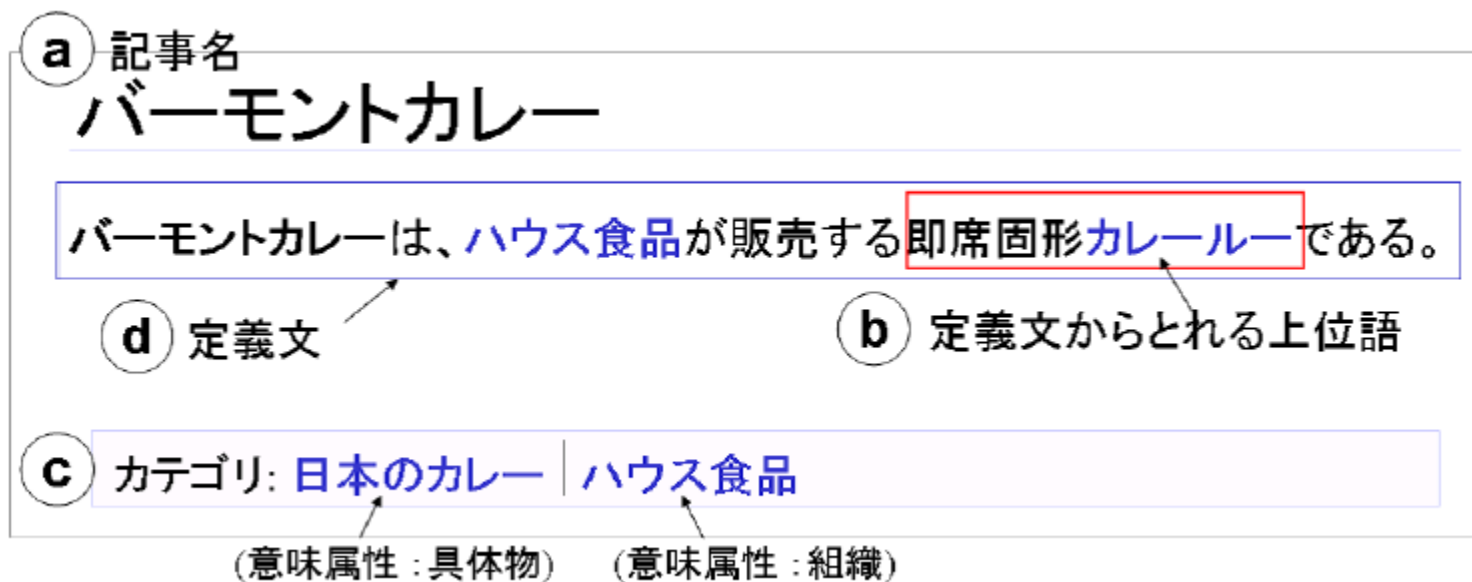 a 記事名
バーモントカレー
バーモントカレーは、ハウス食品が販売する即席固形カレールーである。
d 定義文
b 定義文からとれる上位語
c カテゴリ: 日本のカレー | ハウス食品
(意味属性 : 具体物) (意味属性 : 組織)